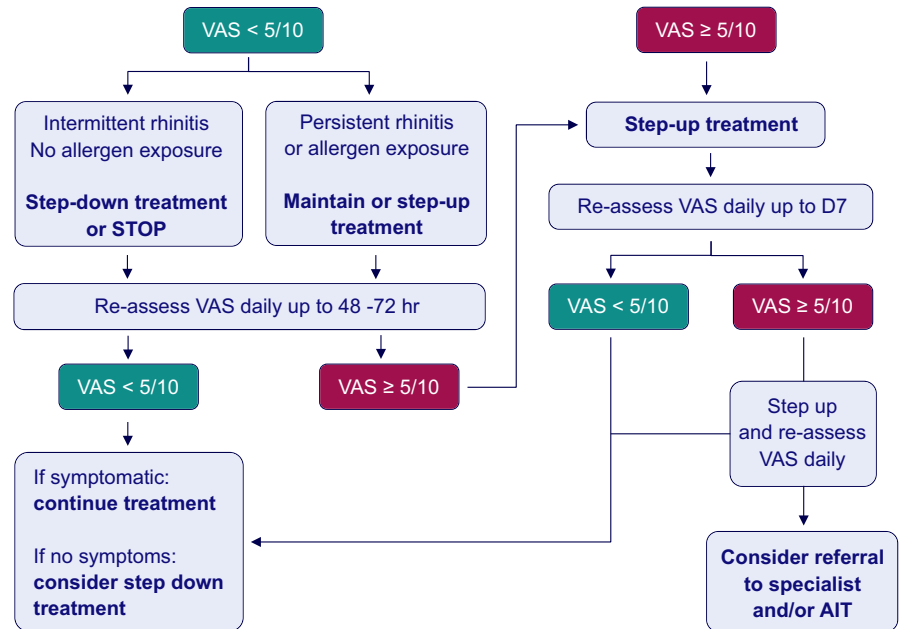 VAS < 5/10
VAS ≥ 5/10
Intermittent rhinitis
No allergen exposure
Step-down treatment
or STOP
Persistent rhinitis
or allergen exposure
Maintain or step-up
treatment
Step-up treatment
Re-assess VAS daily up to D7
Re-assess VAS daily up to 48 -72 hr
VAS < 5/10
VAS ≥ 5/10
VAS < 5/10
VAS ≥ 5/10
If symptomatic:
continue treatment
If no symptoms:
consider step down
treatment
Step up
and re-assess
VAS daily
Consider referral
to specialist
and/or AIT